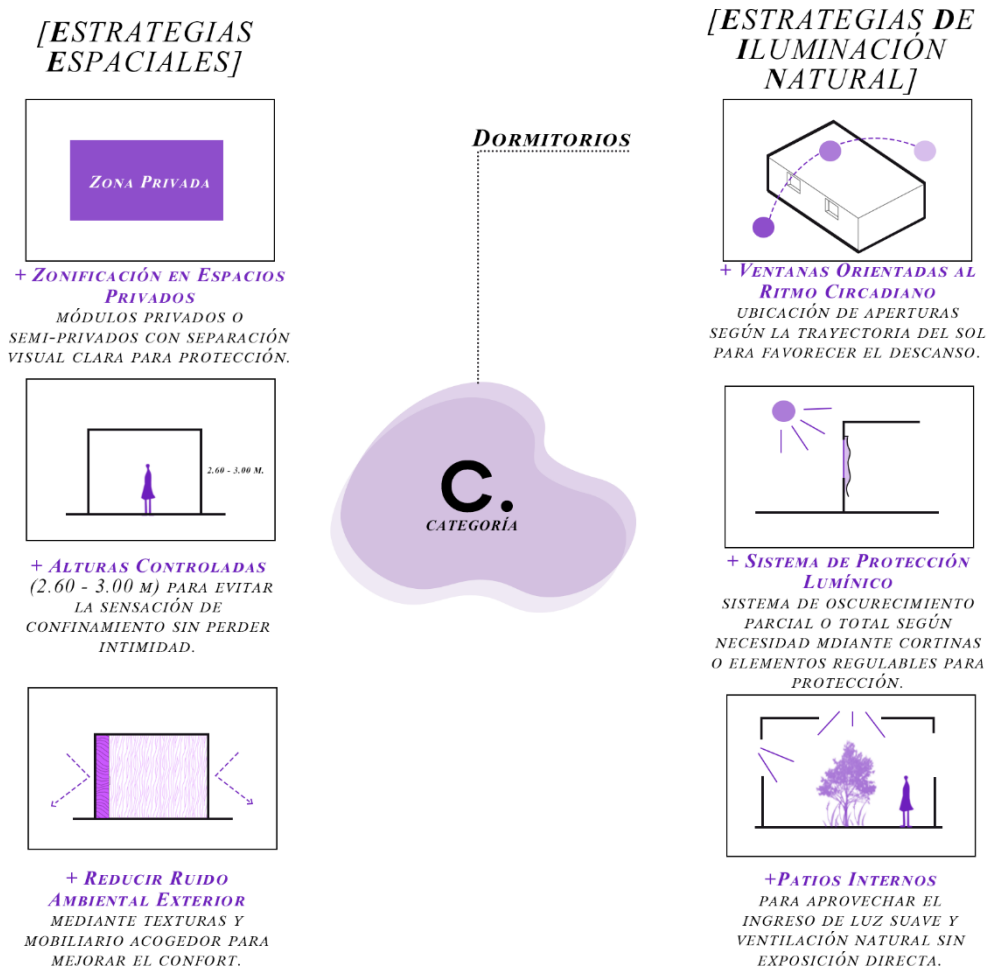 [ESTRATEGIAS
ESPACIALES]
ZONA PRIVADA
+ ZONIFICACIÓN EN ESPACIOS
PRIVADOS
MÓDULOS PRIVADOS O
SEMI-PRIVADOS CON SEPARACIÓN
VISUAL CLARA PARA PROTECCIÓN.
2.60 - 3.00 M.
+ ALTURAS CONTROLADAS
(2.60 - 3.00 M) PARA EVITAR
LA SENSACIÓN DE
CONFINAMIENTO SIN PERDER
INTIMIDAD.
+ REDUCIR RUIDO
AMBIENTAL EXTERIOR
MEDIANTE TEXTURAS Y
MOBILIARIO ACOGEDOR PARA
MEJORAR EL CONFORT.
DORMITORIOS
C.
CATEGORÍA
[ESTRATEGIAS DE
ILUMINACIÓN
NATURAL]
+ VENTANAS ORIENTADAS AL
RITMO CIRCADIANO
UBICACIÓN DE APERTURAS
SEGÚN LA TRAYECTORIA DEL SOL
PARA FAVORECER EL DESCANSO.
+ SISTEMA DE PROTECCIÓN
LUMÍNICO
SISTEMA DE OSCURECIMIENTO
PARCIAL O TOTAL SEGÚN
NECESIDAD MDIANTE CORTINAS
O ELEMENTOS REGULABLES PARA
PROTECCIÓN.
+PATIOS INTERNOS
PARA APROVECHAR EL
INGRESO DE LUZ SUAVE Y
VENTILACIÓN NATURAL SIN
EXPOSICIÓN DIRECTA.